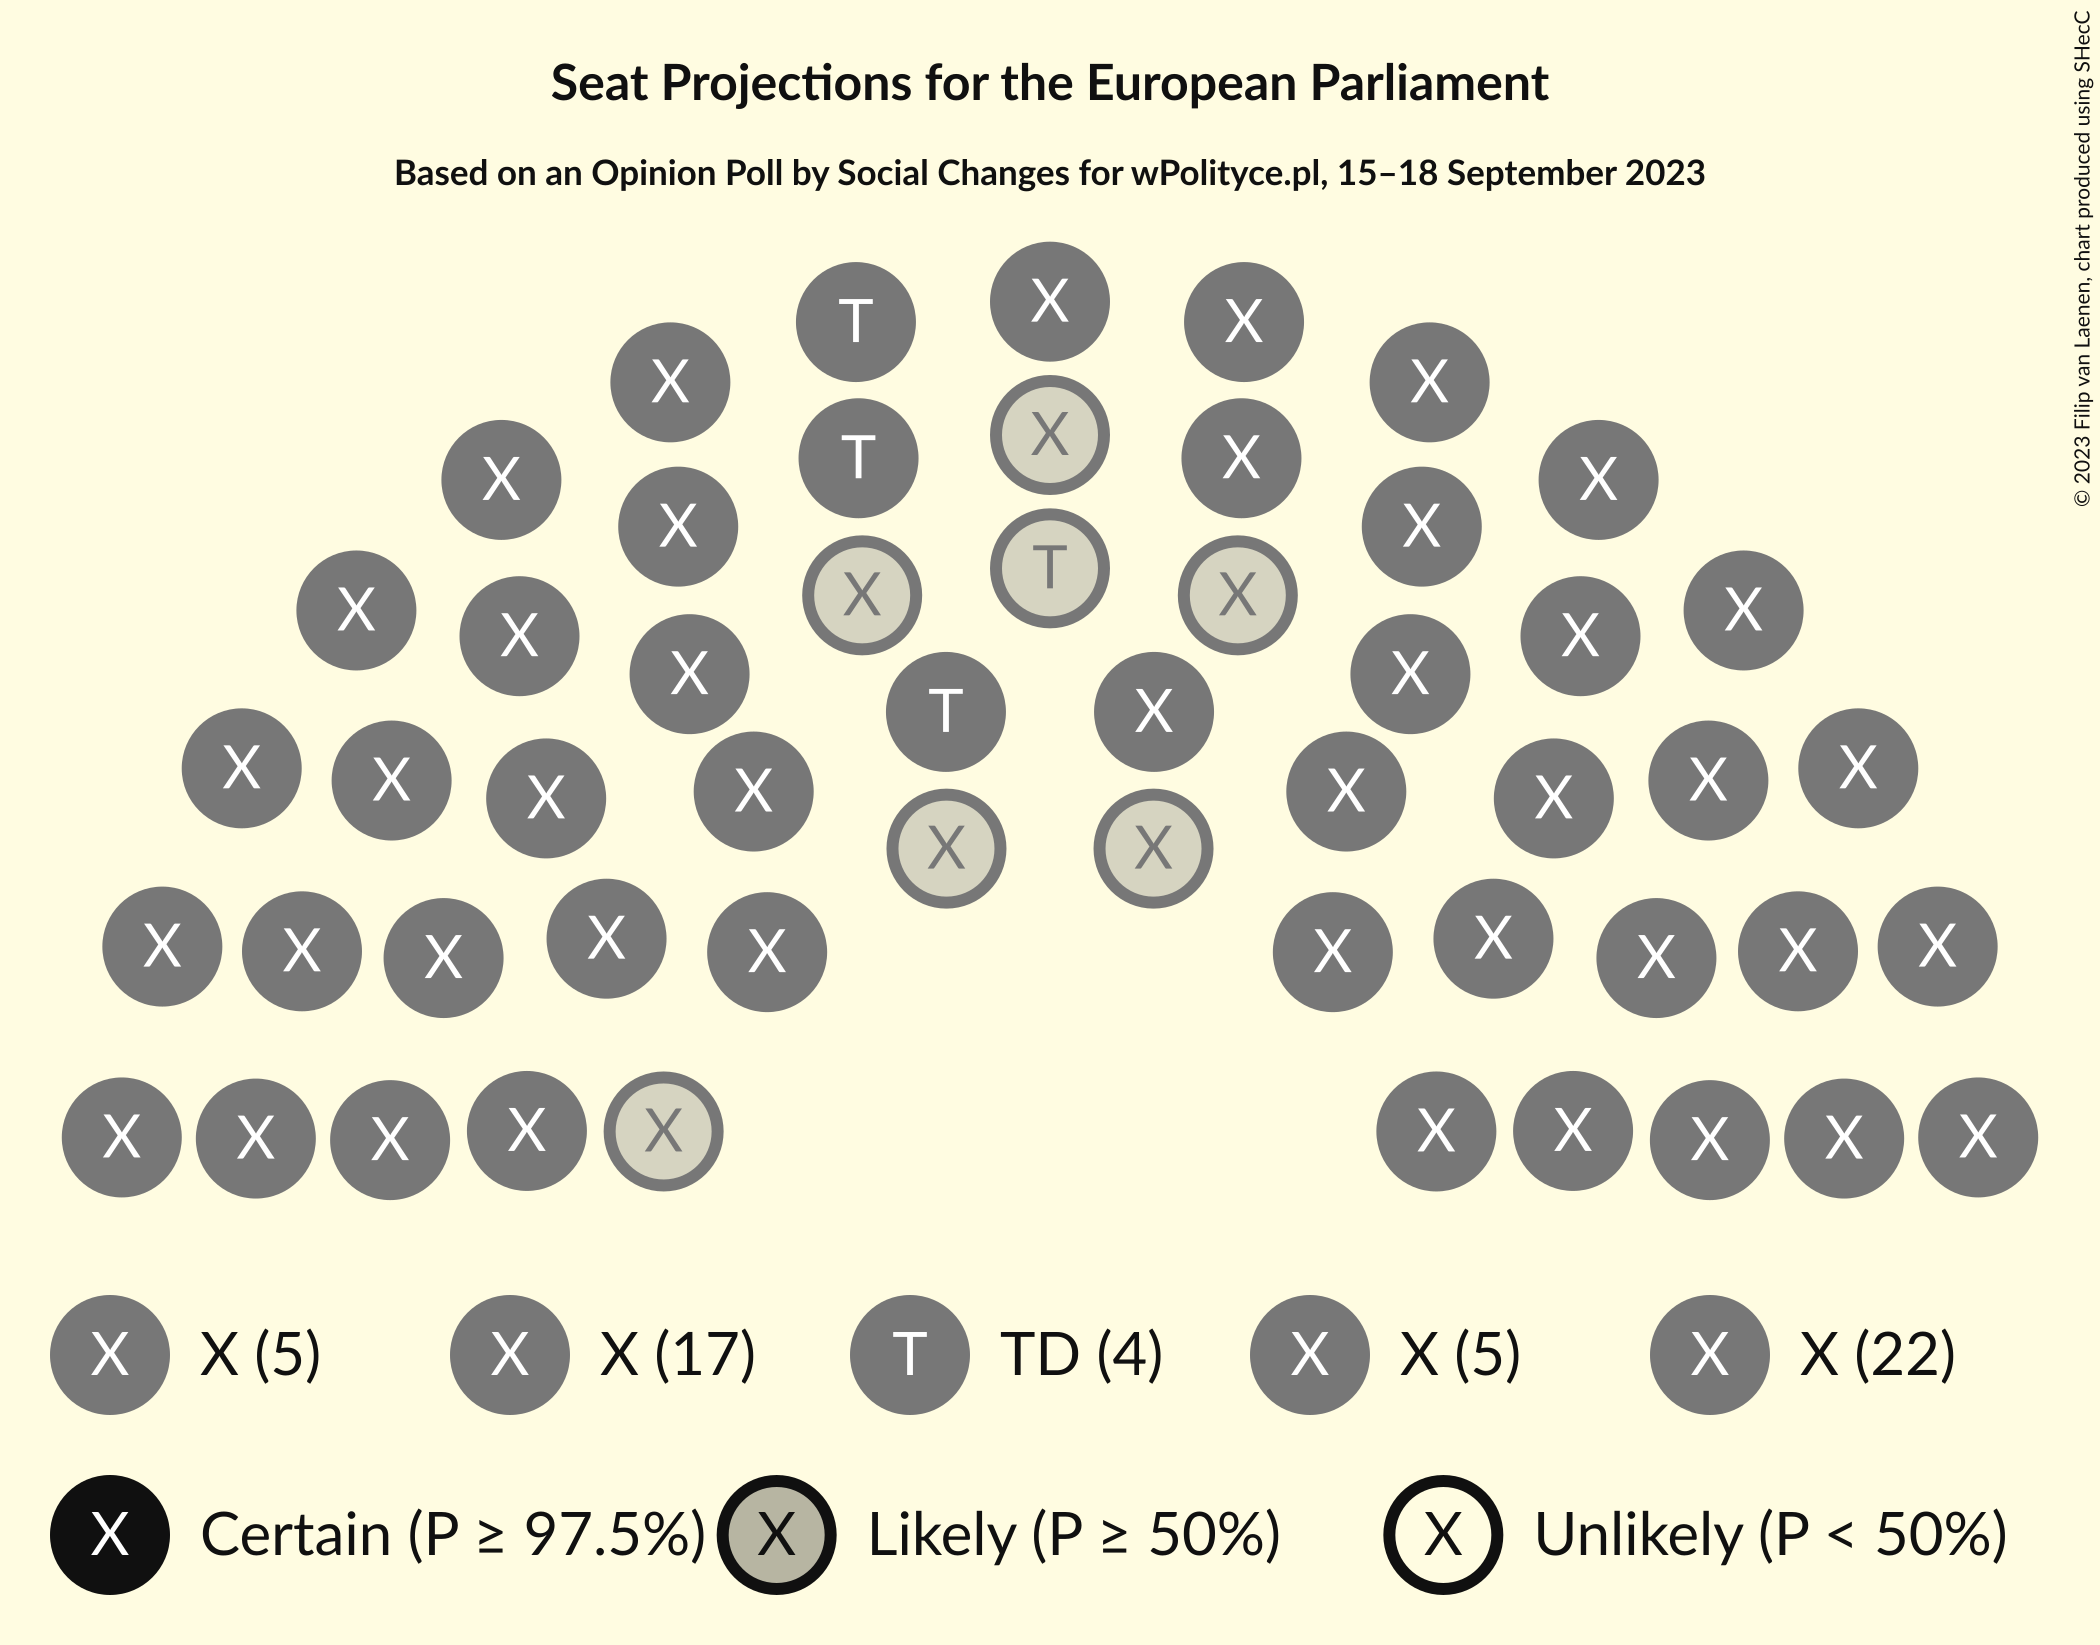 Seat Projections for the European Parliament
Based on an Opinion Poll by Social Changes for wPolityce.pl, 15–18 September 2023
© 2023 Filip van Laenen, chart produced using SHecC
X
T X
X X
X
X T X X
X
X X
X T X
X X
X X
X X
X X
T X
X X X X
X X X X
X X
X X
X X X X
X X X X
X X
X X X X X X X X X X
X X (5) X X (17) T TD (4) X X (5) X X (22)
X Certain (P ≥ 97.5%) X Likely (P ≥ 50%) X Unlikely (P < 50%)